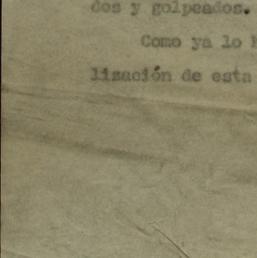 dos y golpeados.
Como ya lo
lización de esta